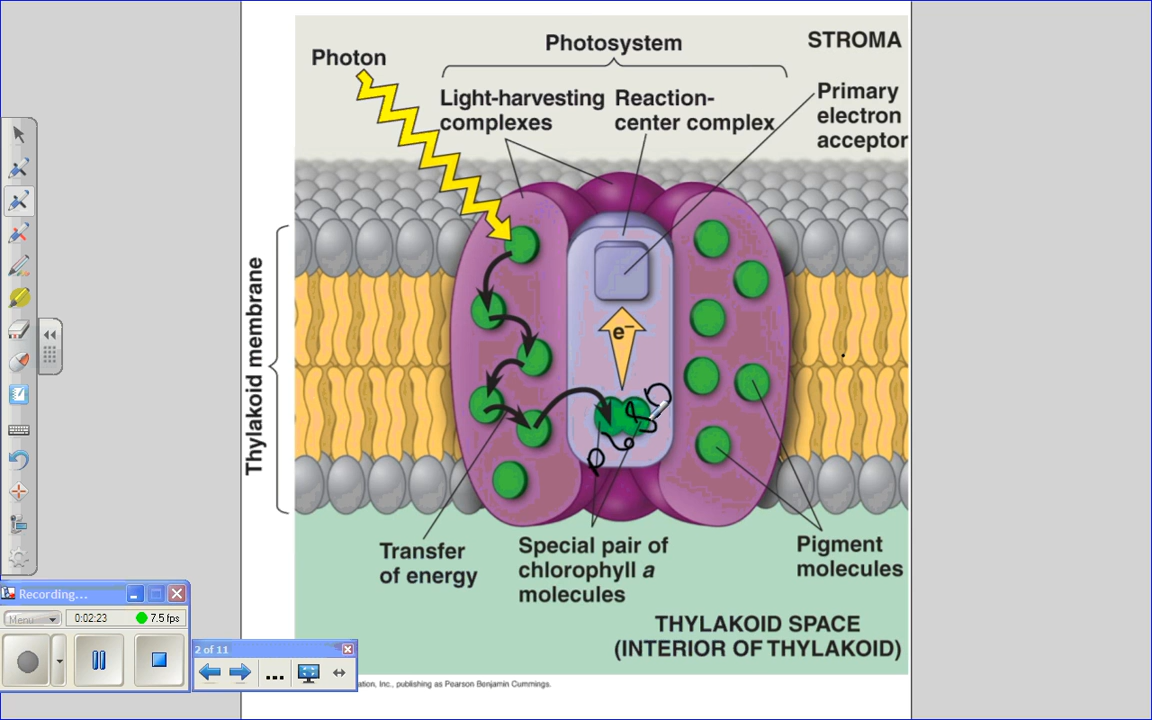 Photosystem
STROMA
Photon
Light-harvesting
complexes
Reaction-
center complex
Primary
electron
acceptor
Thylakoid membrane
e–
P680
Transfer
of energy
Special pair of
chlorophyll a
molecules
Pigment
molecules
THYLAKOID SPACE
(INTERIOR OF THYLAKOID)
Recording...
Menu
0:02:23
7.5 fps
2 of 11
...
ation, Inc., publishing as Pearson Benjamin Cummings.